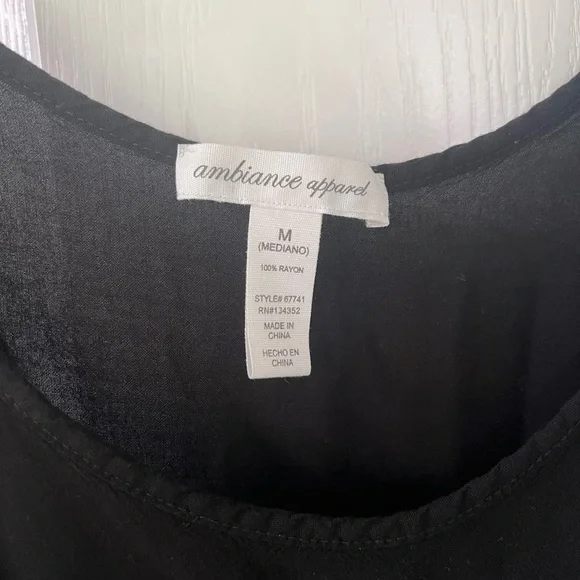 ambiance apparel
M
(MEDIANO)
100% RAYON
STYLE# 67741
RN#134352
MADE IN
CHINA
HECHO EN
CHINA